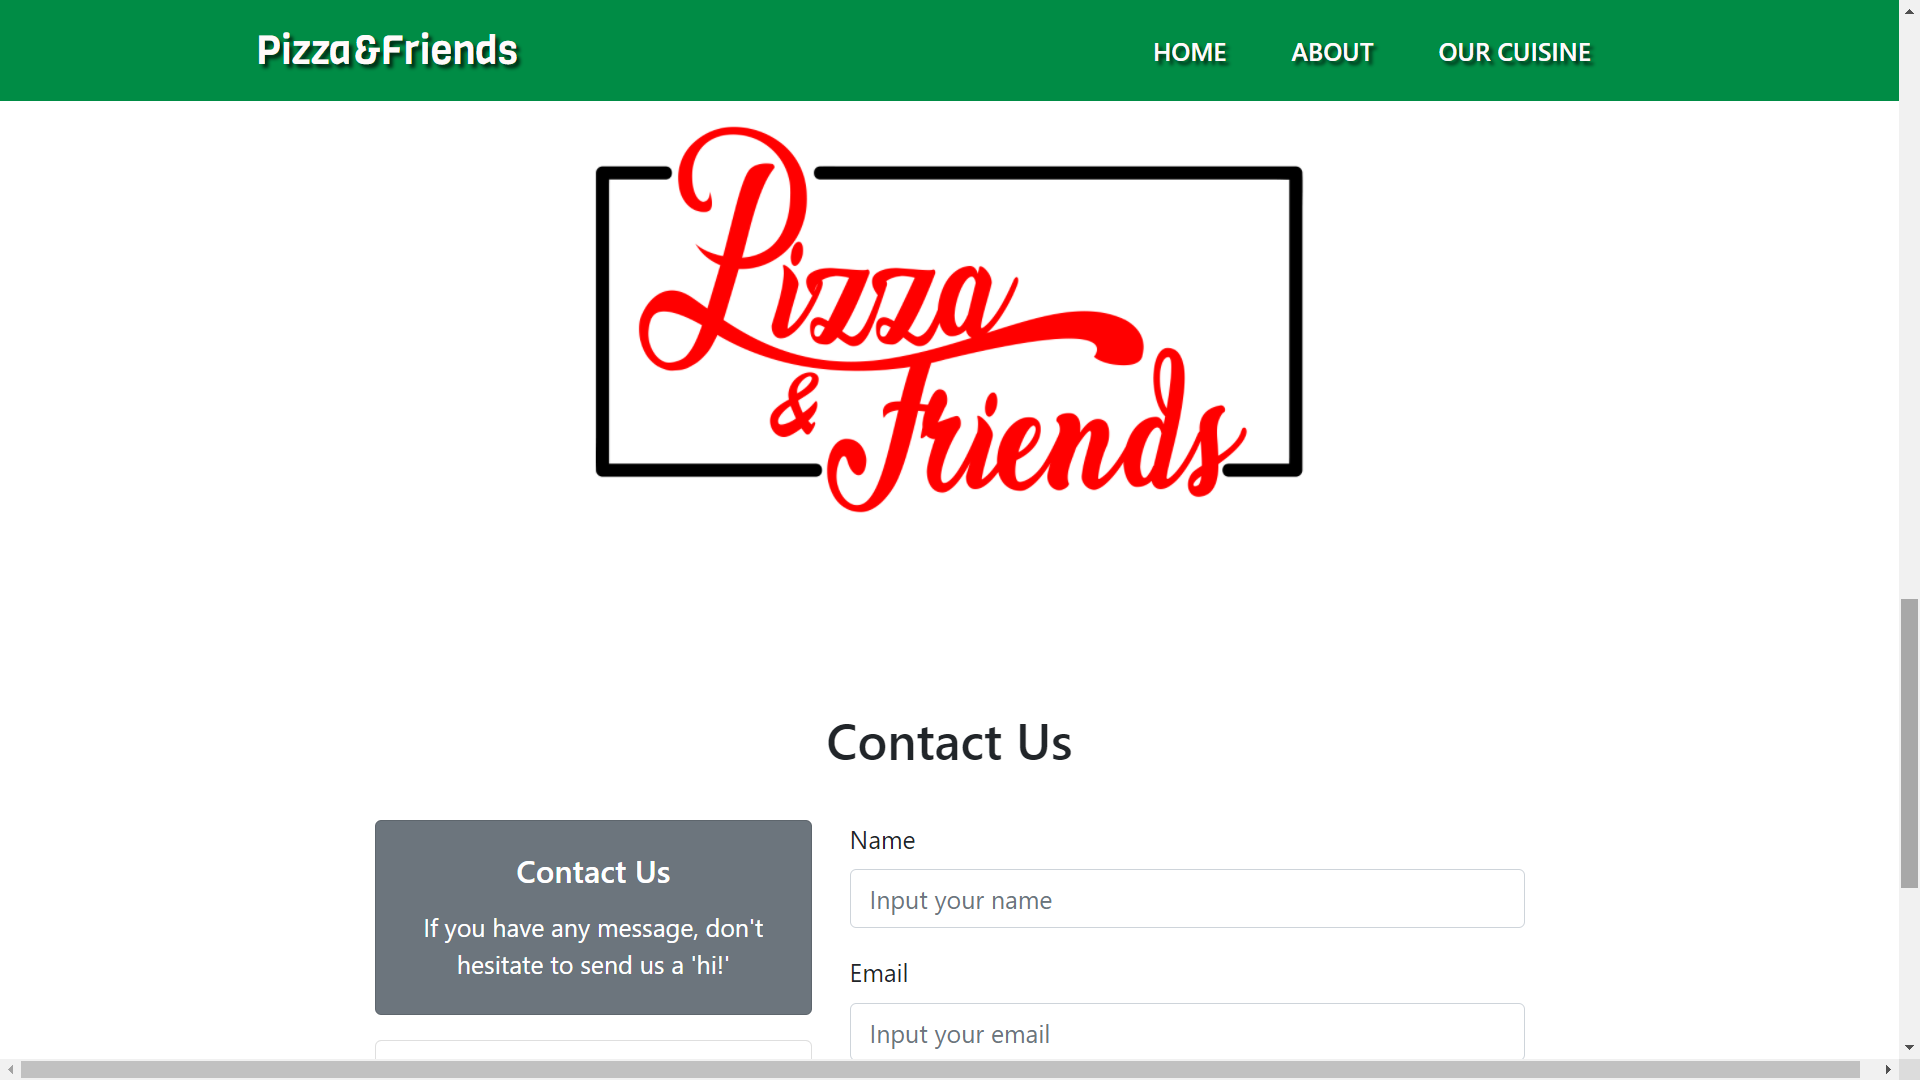 Pizza&Friends
HOME ABOUT OUR CUISINE
Pizza
& Friends
Contact Us
Contact Us
If you have any message, don't
hesitate to send us a 'hi!'
Name
Input your name
Email
Input your email